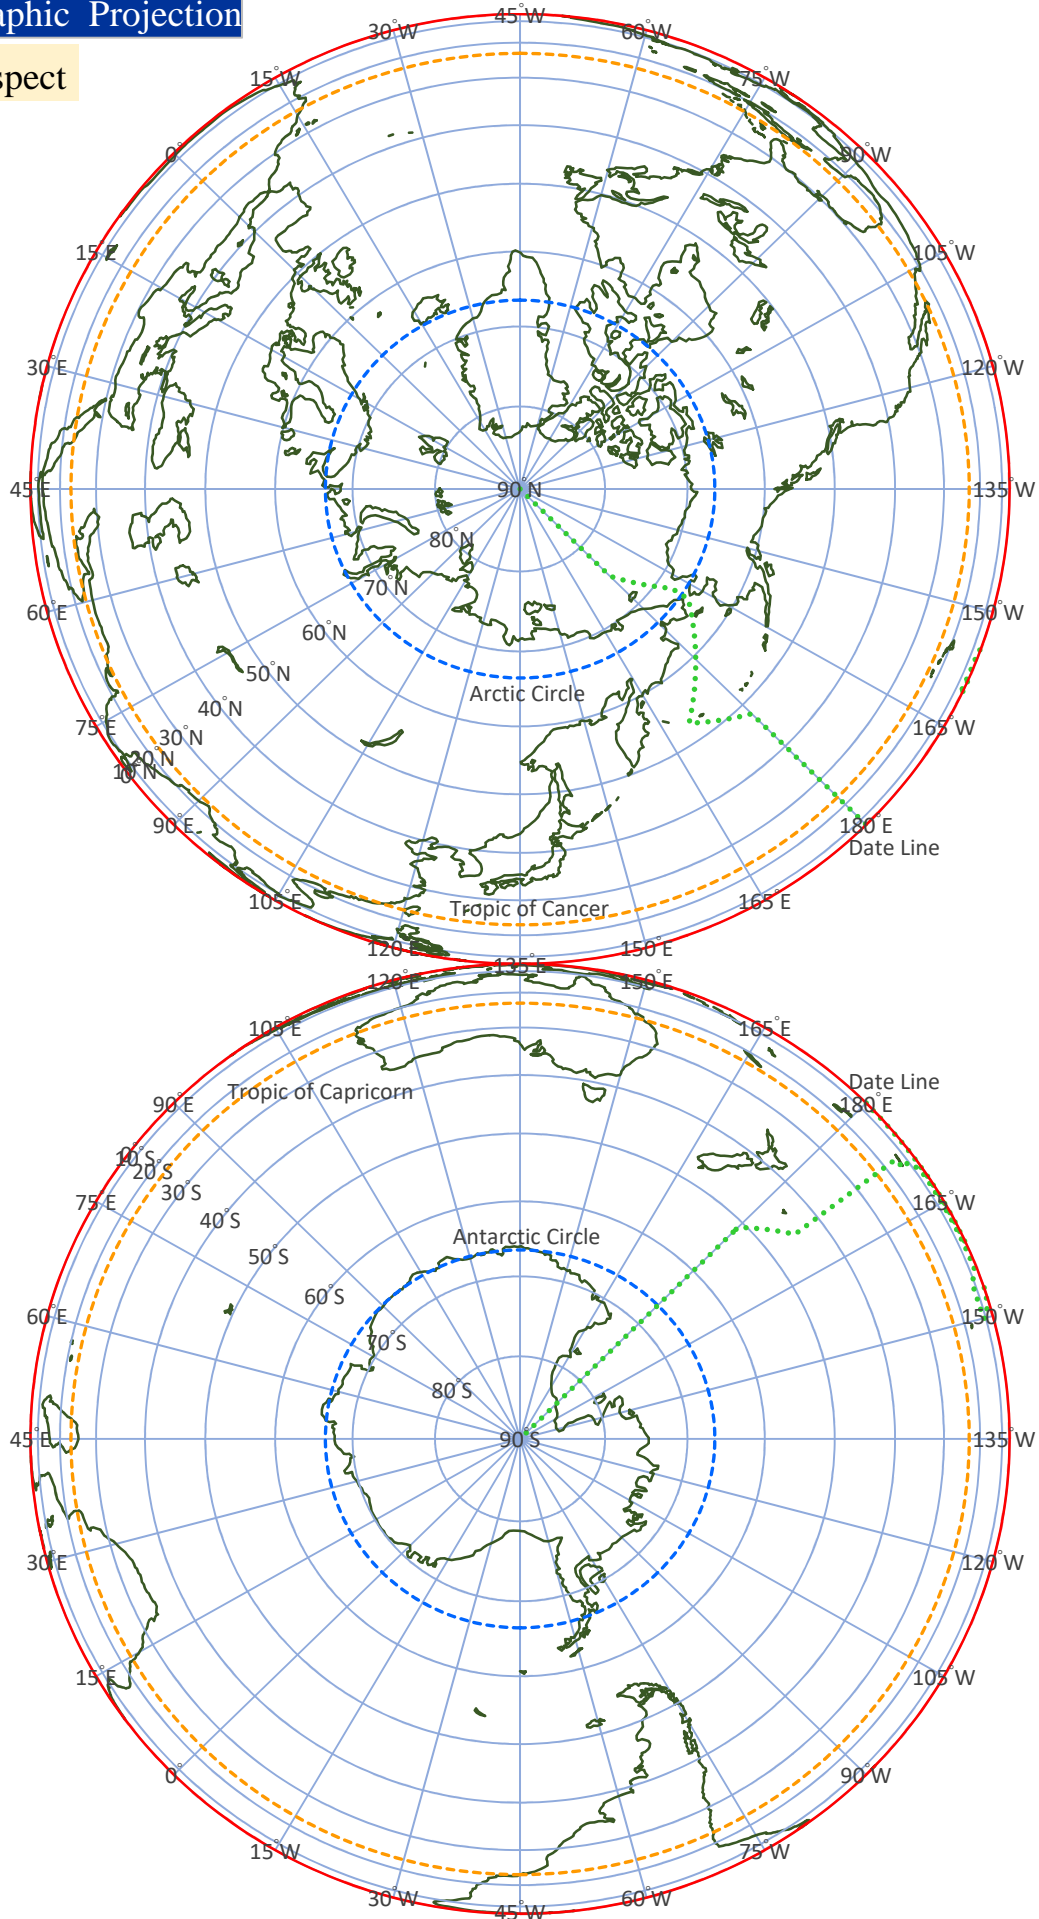 aphic Projection
spect
45°W
30°W
60°W
15°W
75°W
0°
90°W
15°E
105°W
30°E
120°W
45°E
90°N
135°W
80°N
70°N
60°E
150°W
60°N
50°N
Arctic Circle
40°N
75°E
165°W
30°N
20°N
10°N
0°
90°E
180°E
Date Line
105°E
165°E
Tropic of Cancer
120°E
150°E
135°E
120°E
150°E
105°E
165°E
Date Line
Tropic of Capricorn
90°E
180°E
0°
10°S
20°S
30°S
75°E
165°W
40°S
Antarctic Circle
50°S
60°S
60°E
150°W
70°S
80°S
45°E
90°S
135°W
30°E
120°W
15°E
105°W
0°
90°W
15°W
75°W
30°W
60°W
45°W